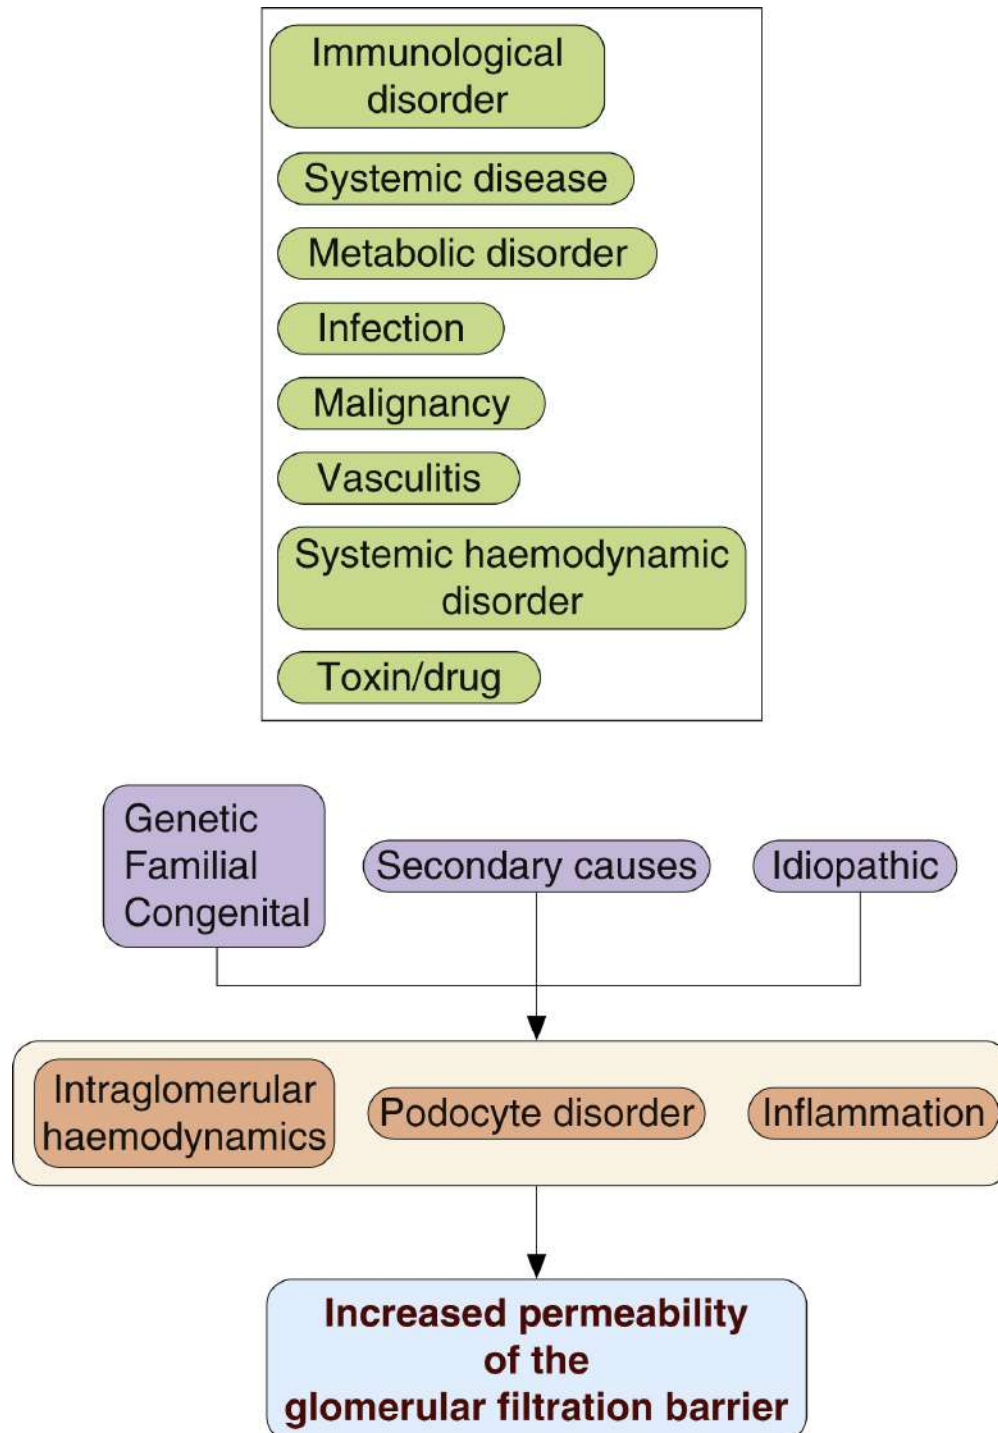 Immunological
disorder
Systemic disease
Metabolic disorder
Infection
Malignancy
Vasculitis
Systemic haemodynamic
disorder
Toxin/drug
Genetic
Familial
Congenital
Secondary causes
Idiopathic
Intraglomerular
haemodynamics
Podocyte disorder
Inflammation
Increased permeability
of the
glomerular filtration barrier